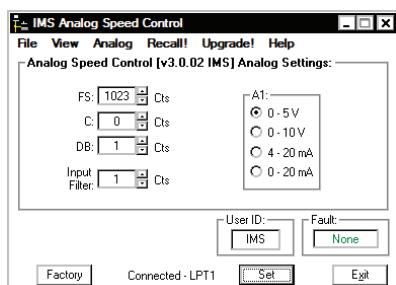 IMS Analog Speed Control
File View Analog Recall! Upgrade! Help
Analog Speed Control [v3.0.02 IMS] Analog Settings:
FS: 1023 Cts
C: 0 Cts
DB: 1 Cts
Input Filter: 1 Cts
A1:
0 - 5 V
0 - 10 V
4 - 20 mA
0 - 20 mA
User ID:
IMS
Fault:
None
Factory Connected - LPT1 Set Exit